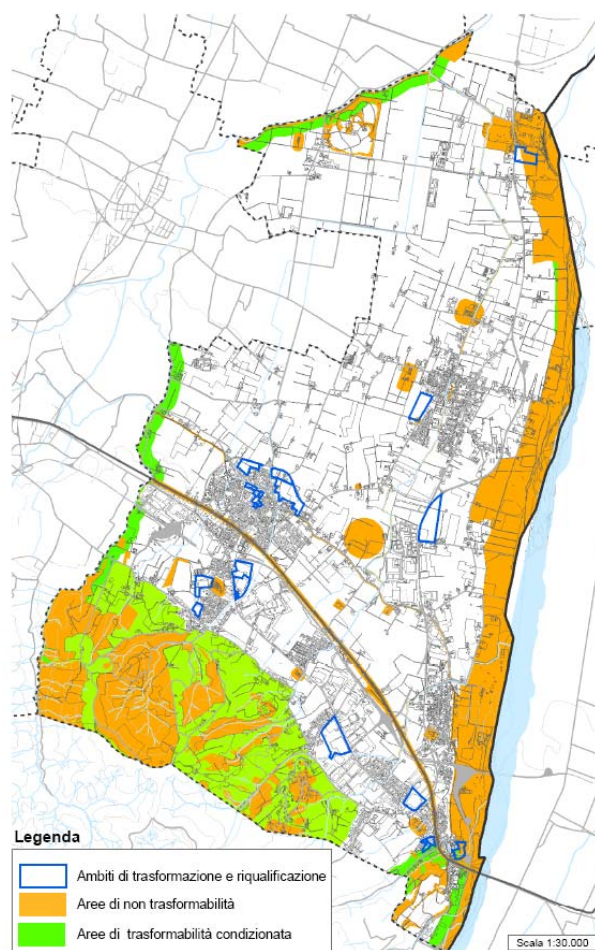 Legenda
Ambiti di trasformazione e riqualificazione
Aree di non trasformabilità
Aree di trasformabilità condizionata
Scala 1:30.000